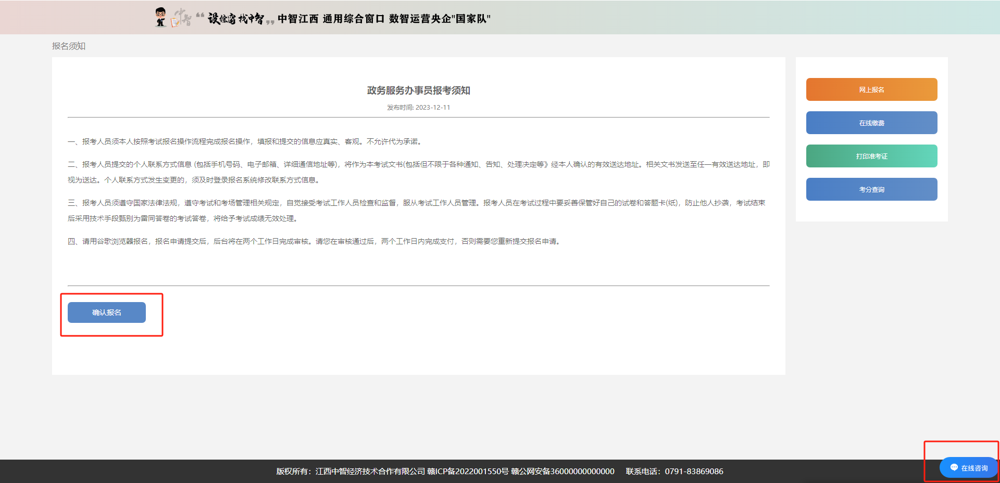 中智 “ 设综窗 找中智 ” 中智江西 通用综合窗口 数智运营央企"国家队"
报名须知
政务服务办事员报考须知
发布时间: 2023-12-11
一、报考人员须本人按照考试报名操作流程完成报名操作，填报和提交的信息应真实、客观。不允许代为承诺。
二、报考人员提交的个人联系方式信息 (包括手机号码、电子邮箱、详细通信地址等)，将作为本考试文书(包括但不限于各种通知、告知、处理决定等》经本人确认的有效送达地址。相关文书发送至任一有效送达地址，即
视为送达。个人联系方式发生变更的，须及时登录报名系统修改联系方式信息。
三、报考人员须遵守国家法律法规，遵守考试和考场管理相关规定，自觉接受考试工作人员检查和监督，服从考试工作人员管理。报考人员在考试过程中要妥善保管好自己的试卷和答题卡(纸)，防止他人抄袭，考试结束
后采用技术手段甄别为雷同答卷的考试答卷，将给予考试成绩无效处理。
四、请用谷歌浏览器报名，报名申请提交后，后台将在两个工作日完成审核。请您在审核通过后，两个工作日内完成支付，否则需要您重新提交报名申请。
确认报名
网上报名
在线缴费
打印准考证
考分查询
版权所有：江西中智经济技术合作有限公司 赣ICP备2022001550号 赣公网安备36000000000000 联系电话：0791-83869086
在线咨询